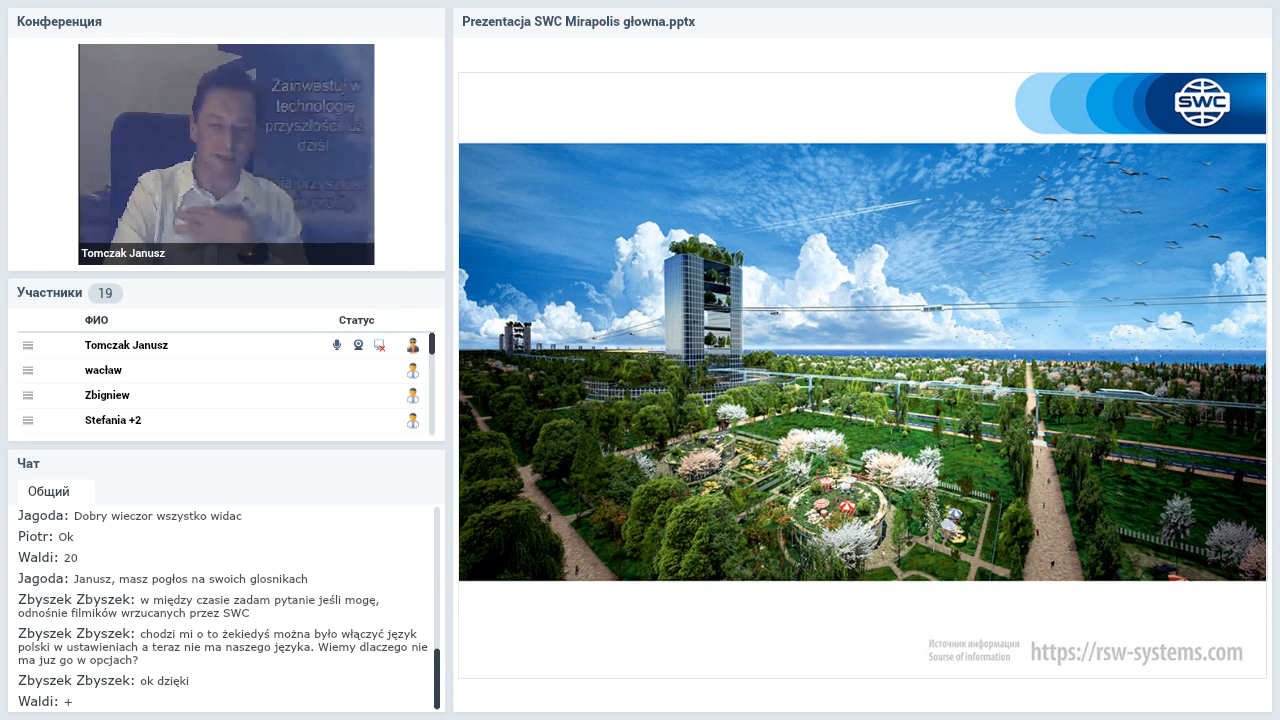 Конференция
Zainwestuj w
technologie
przyszłości już
dziś!
Tomczak Janusz
Участники 19
ФИО Статус
Tomczak Janusz
wacław
Zbigniew
Stefania +2
Чат
Общий
Jagoda: Dobry wieczor wszystko widac
Piotr: Ok
Waldi: 20
Jagoda: Janusz, masz pogłos na swoich glosnikach
Zbyszek Zbyszek: w między czasie zadam pytanie jeśli mogę,
odnośnie filmików wrzucanych przez SWC
Zbyszek Zbyszek: chodzi mi o to żekiedyś można było włączyć język
polski w ustawieniach a teraz nie ma naszegi języka. Wiemy dlaczego nie
ma juz go w opcjach?
Zbyszek Zbyszek: ok dzięki
Waldi: +
Prezentacja SWC Mirapolis głowna.pptx
SWC
Источник информации
Sourse of information
https://rsw-systems.com